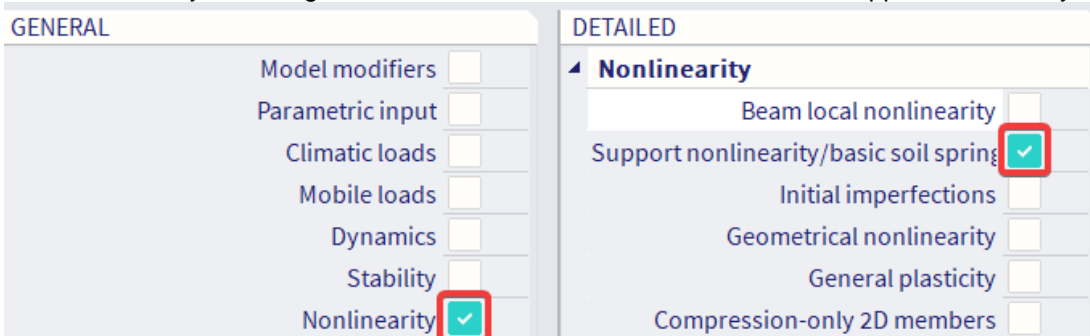 GENERAL
Model modifiers
Parametric input
Climatic loads
Mobile loads
Dynamics
Stability
Nonlinearity
DETAILED
Nonlinearity
Beam local nonlinearity
Support nonlinearity/basic soil spring
Initial imperfections
Geometrical nonlinearity
General plasticity
Compression-only 2D members